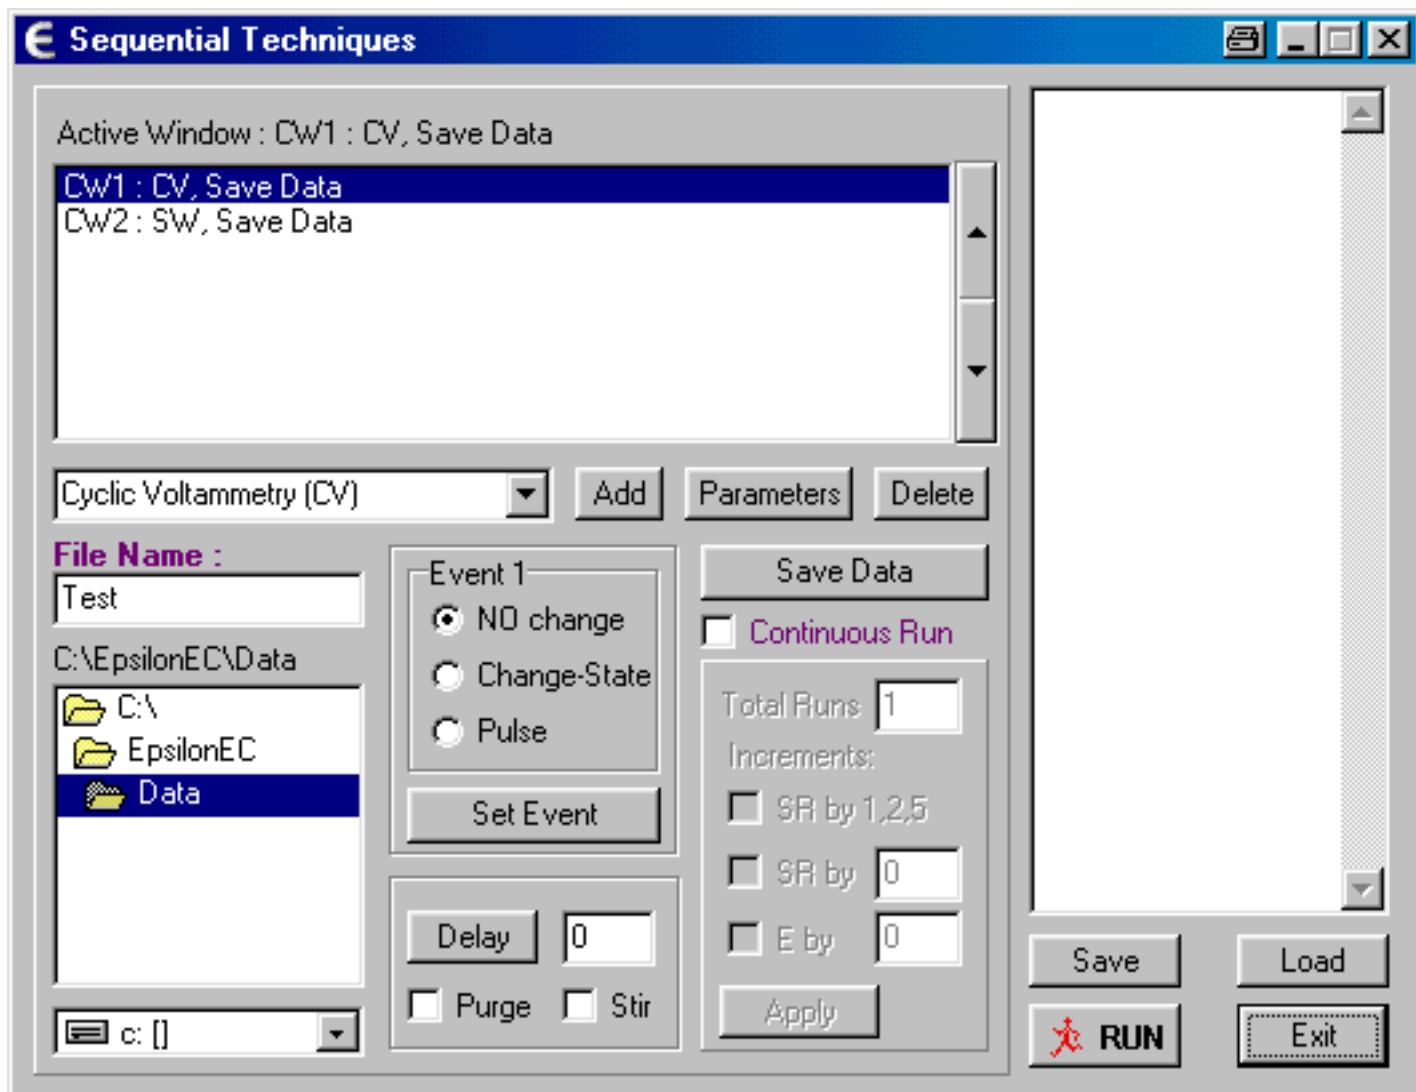 Sequential Techniques
Active Window : CW1 : CV, Save Data
CW1 : CV, Save Data
CW2 : SW, Save Data
Cyclic Voltammetry (CV)
Add
Parameters
Delete
File Name :
Test
C:\EpsilonEC\Data
C:\
EpsilonEC
Data
c: []
Event 1
NO change
Change-State
Pulse
Set Event
Delay
0
Purge
Stir
Save Data
Continuous Run
Total Runs 1
Increments:
SR by 1,2,5
SR by 0
E by 0
Apply
Save
Load
RUN
Exit